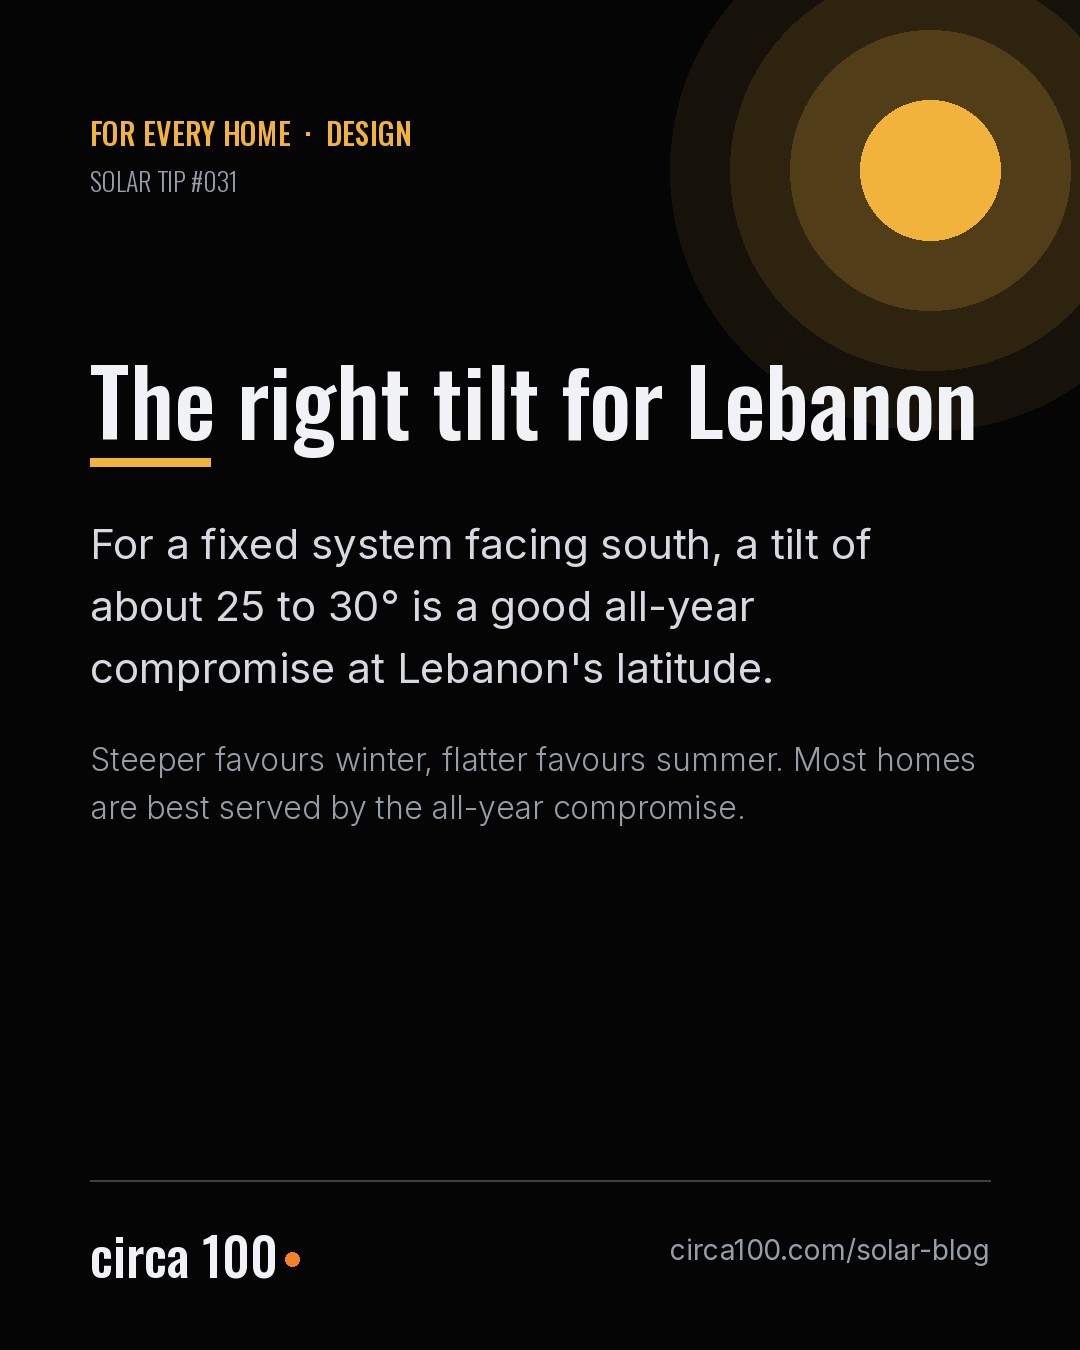 FOR EVERY HOME · DESIGN
SOLAR TIP #031
The right tilt for Lebanon
For a fixed system facing south, a tilt of
about 25 to 30° is a good all-year
compromise at Lebanon's latitude.
Steeper favours winter, flatter favours summer. Most homes
are best served by the all-year compromise.
circa 100
circa100.com/solar-blog